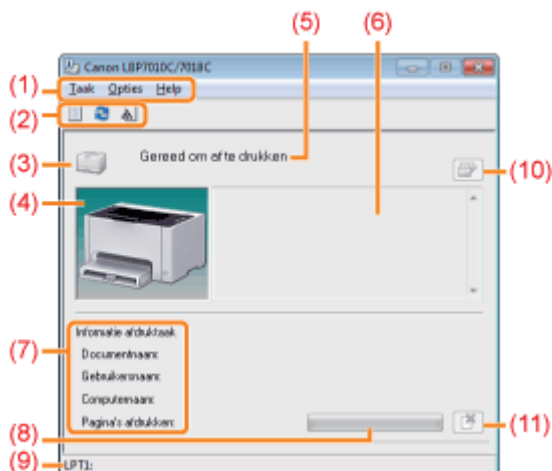 (5) (6)
Canon LBP7010C/7018C
(1) Taak Opties Help
(2)
(3) Gereed om af te drukken (10)
(4)
(7) Informatie afdruktaak
Documentnaam:
Gebruikersnaam:
Computernaam:
Pagina's afdrukken: (11)
(8)
(9) LPT1: